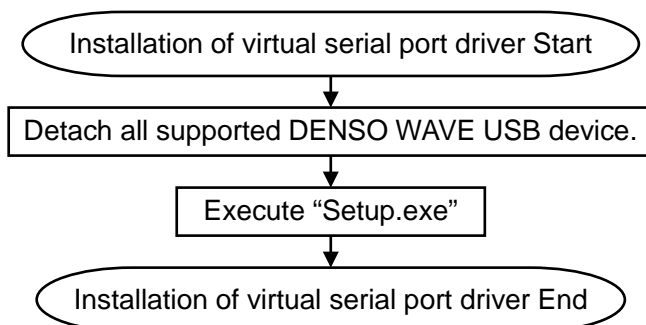 Installation of virtual serial port driver Start
Detach all supported DENSO WAVE USB device.
Execute “Setup.exe”
Installation of virtual serial port driver End